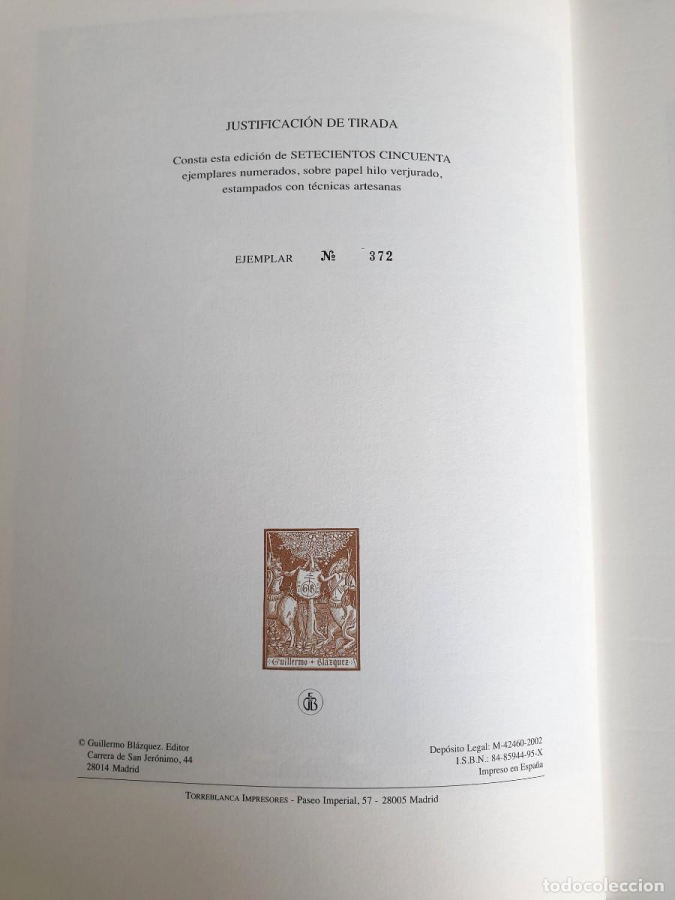 JUSTIFICACIÓN DE TIRADA
Consta esta edición de SETECIENTOS CINCUENTA
ejemplares numerados, sobre papel hilo verjurado,
estampados con técnicas artesanas
EJEMPLAR № 372
Guillermo + Blázquez
© Guillermo Blázquez. Editor
Carrera de San Jerónimo, 44
28014 Madrid
Depósito Legal: M-42460-2002
I.S.B.N.: 84-85944-95-X
Impreso en España
TORREBLANCA IMPRESORES - Paseo Imperial, 57 - 28005 Madrid
todocoleccion